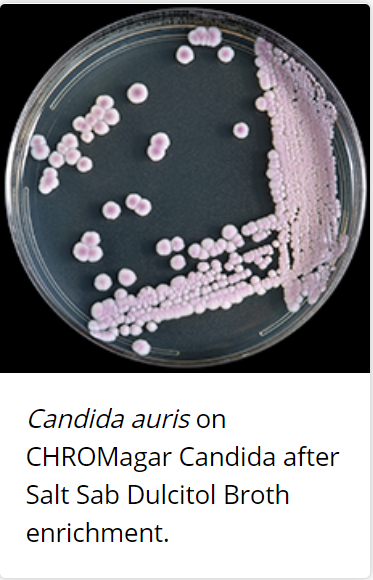 Candida auris on
CHROMagar Candida after
Salt Sab Dulcitol Broth
enrichment.